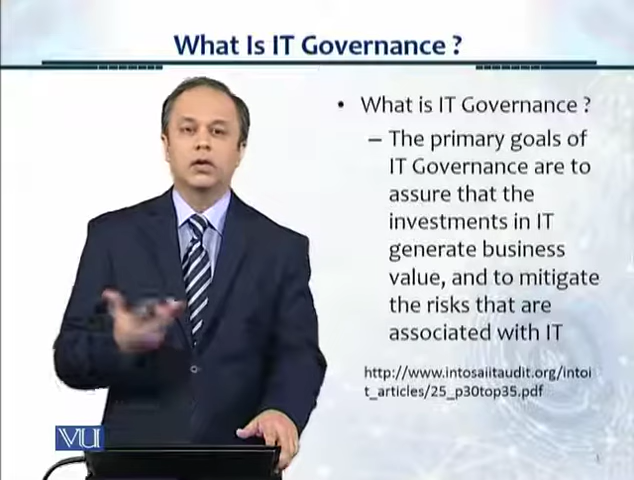 What Is IT Governance ?
• What is IT Governance ?
– The primary goals of
IT Governance are to
assure that the
investments in IT
generate business
value, and to mitigate
the risks that are
associated with IT
http://www.intosaiitaudit.org/intoi
t_articles/25_p30top35.pdf
VU
1